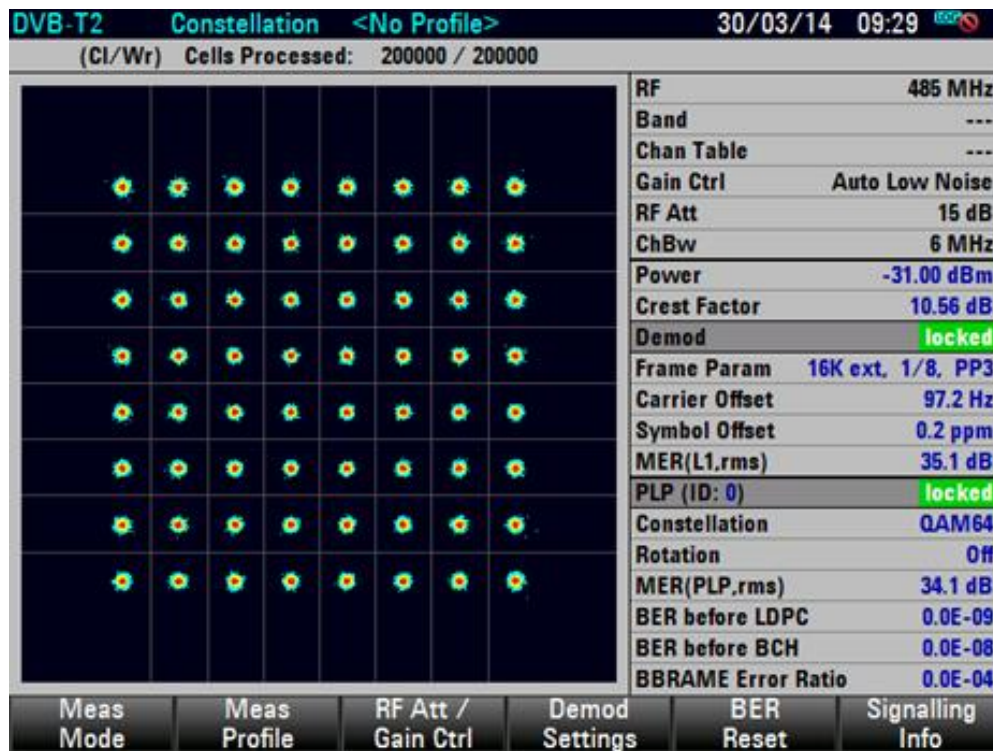 DVB-T2 Constellation <No Profile> 30/03/14 09:29 LOG
(Cl/Wr) Cells Processed: 200000 / 200000
RF 485 MHz
Band ---
Chan Table ---
Gain Ctrl Auto Low Noise
RF Att 15 dB
ChBw 6 MHz
Power -31.00 dBm
Crest Factor 10.56 dB
Demod locked
Frame Param 16K ext, 1/8, PP3
Carrier Offset 97.2 Hz
Symbol Offset 0.2 ppm
MER(L1,rms) 35.1 dB
PLP (ID: 0) locked
Constellation QAM64
Rotation Off
MER(PLP,rms) 34.1 dB
BER before LDPC 0.0E-09
BER before BCH 0.0E-08
BBRAME Error Ratio 0.0E-04
Meas Mode
Meas Profile
RF Att / Gain Ctrl
Demod Settings
BER Reset
Signalling Info